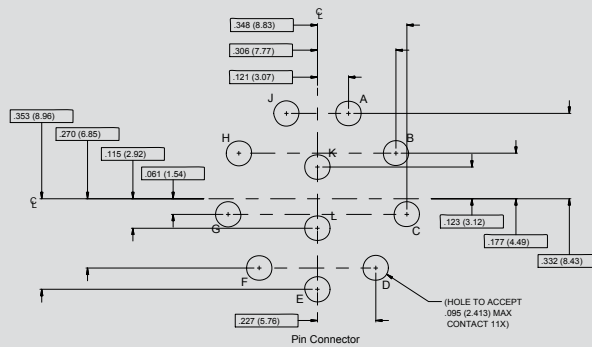 ℄
.348 (8.83)
.306 (7.77)
.121 (3.07)
J
A
.353 (8.96)
.270 (6.85)
.115 (2.92)
.061 (1.54)
H
K
B
℄
.123 (3.12)
G
L
C
.177 (4.49)
.332 (8.43)
F
D
E
(HOLE TO ACCEPT
.095 (2.413) MAX
CONTACT 11X)
.227 (5.76)
Pin Connector